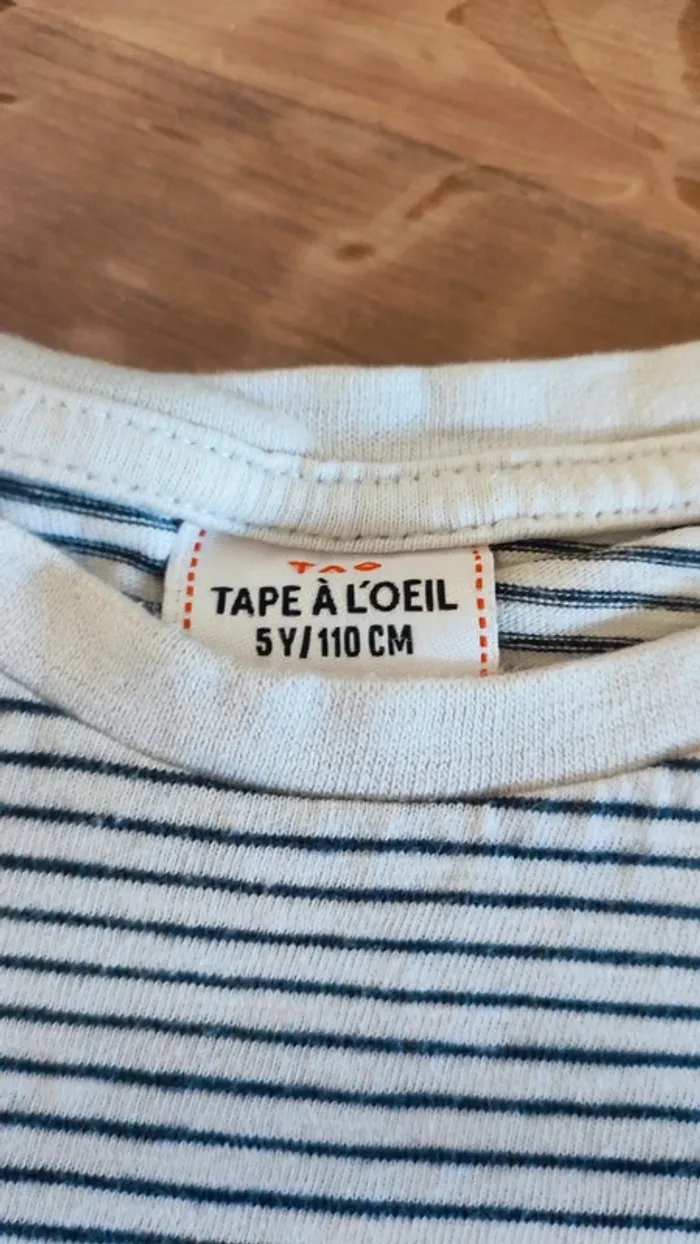 TAO
TAPE À L'OEIL
5 Y/110 CM